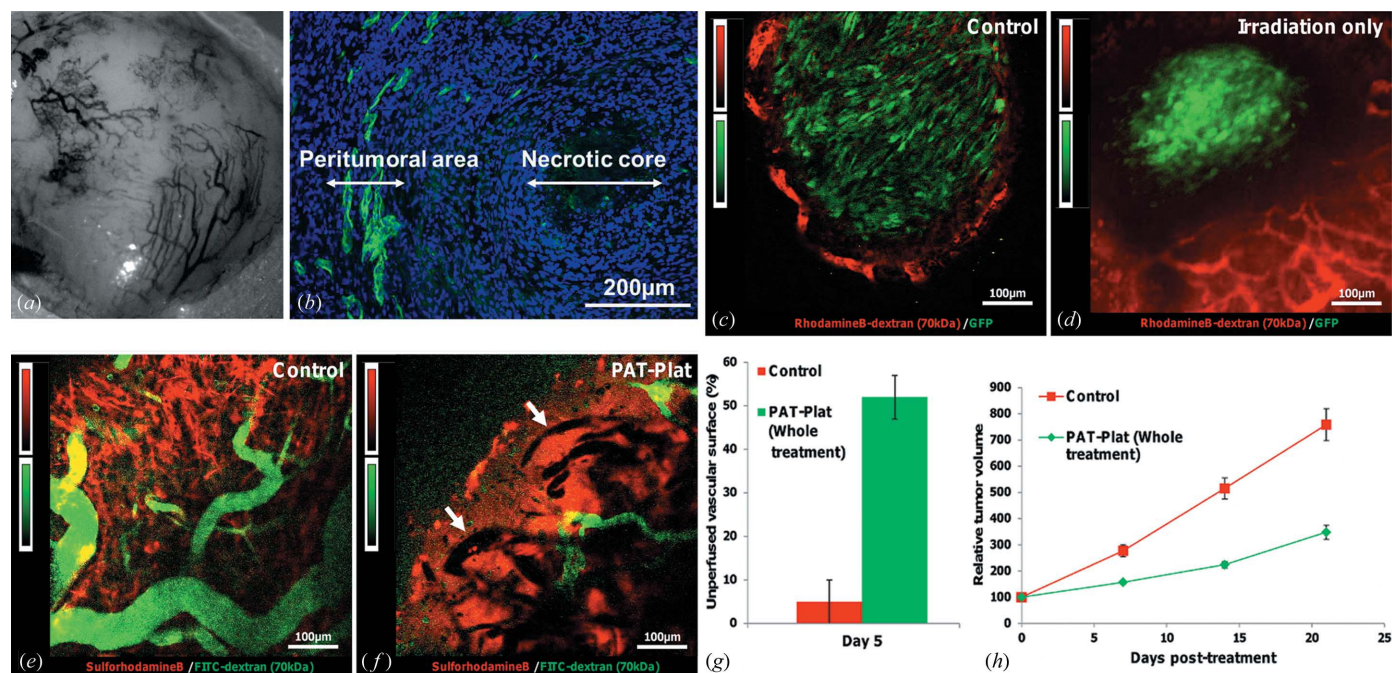 (a)
Peritumoral area
Necrotic core
200μm
(b)
Control
100μm
(c)
RhodamineB-dextran (70kDa)/GFP
Irradiation only
100μm
(d)
RhodamineB-dextran (70kDa)/GFP
Control
100μm
(e)
SulforhodamineB /FITC-dextran (70kDa)
PAT-Plat
100μm
(f)
SulforhodamineB /FITC-dextran (70kDa)
Unperfused vascular surface (%)
60
50
40
30
20
10
0
Control
PAT-Plat
(Whole
treatment)
Day 5
(g)
Relative tumor volume
900
800
700
600
500
400
300
200
100
0
Control
PAT-Plat (Whole
treatment)
0 5 10 15 20 25
Days post-treatment
(h)